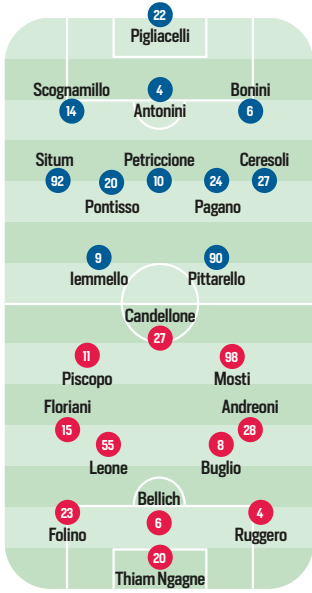 22
Pigliacelli
Scognamillo
4
Bonini
14
Antonini
6
Situm
Petriccione
Ceresoli
92
20
10
24
27
Pontisso
Pagano
9
90
Iemmello
Pittarello
Candellone
27
11
98
Piscopo
Mosti
Floriani
Andreoni
15
55
8
28
Leone
Buglio
Bellich
23
6
4
Folino
Ruggero
20
Thiam Ngagne